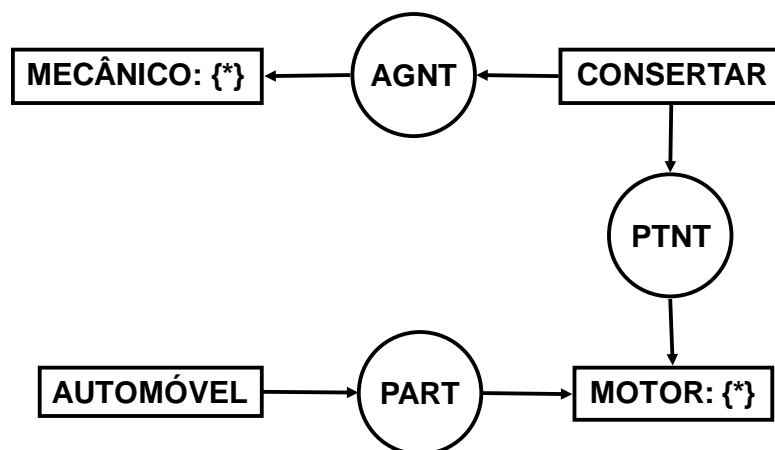 MECÂNICO: {*}
AGNT
CONSERTAR
PTNT
AUTOMÓVEL
PART
MOTOR: {*}